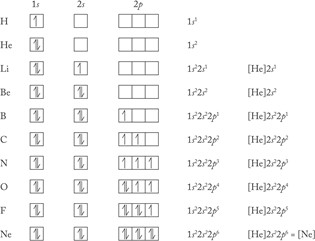 1s 2s 2p
H 1s¹
He 1s²
Li 1s²2s¹ [He]2s¹
Be 1s²2s² [He]2s²
B 1s²2s²2p¹ [He]2s²2p¹
C 1s²2s²2p² [He]2s²2p²
N 1s²2s²2p³ [He]2s²2p³
O 1s²2s²2p⁴ [He]2s²2p⁴
F 1s²2s²2p⁵ [He]2s²2p⁵
Ne 1s²2s²2p⁶ [He]2s²2p⁶ = [Ne]